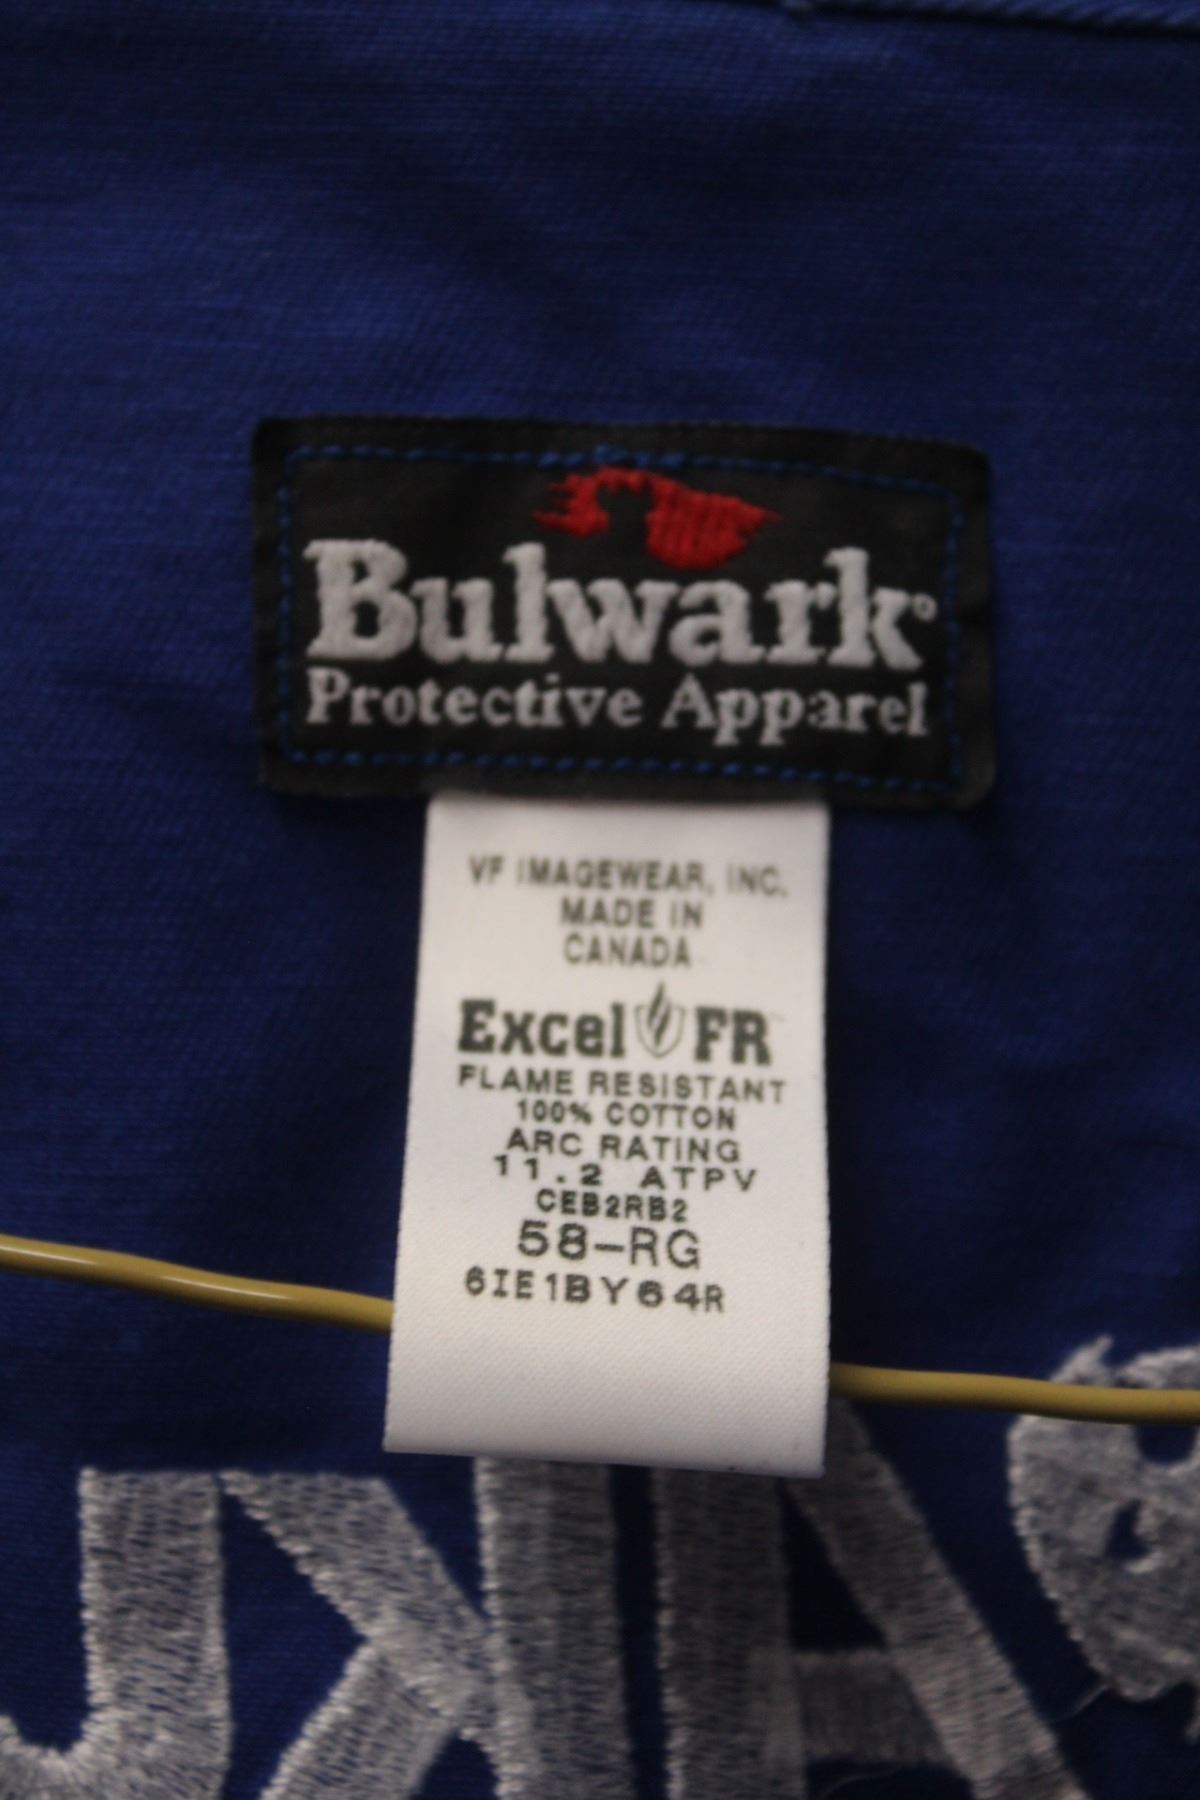 Bulwark®
Protective Apparel
VF IMAGEWEAR, INC.
MADE IN
CANADA
Excel FR™
FLAME RESISTANT
100% COTTON
ARC RATING
11.2 ATPV
CEB2RB2
58-RG
6IE1BY64R